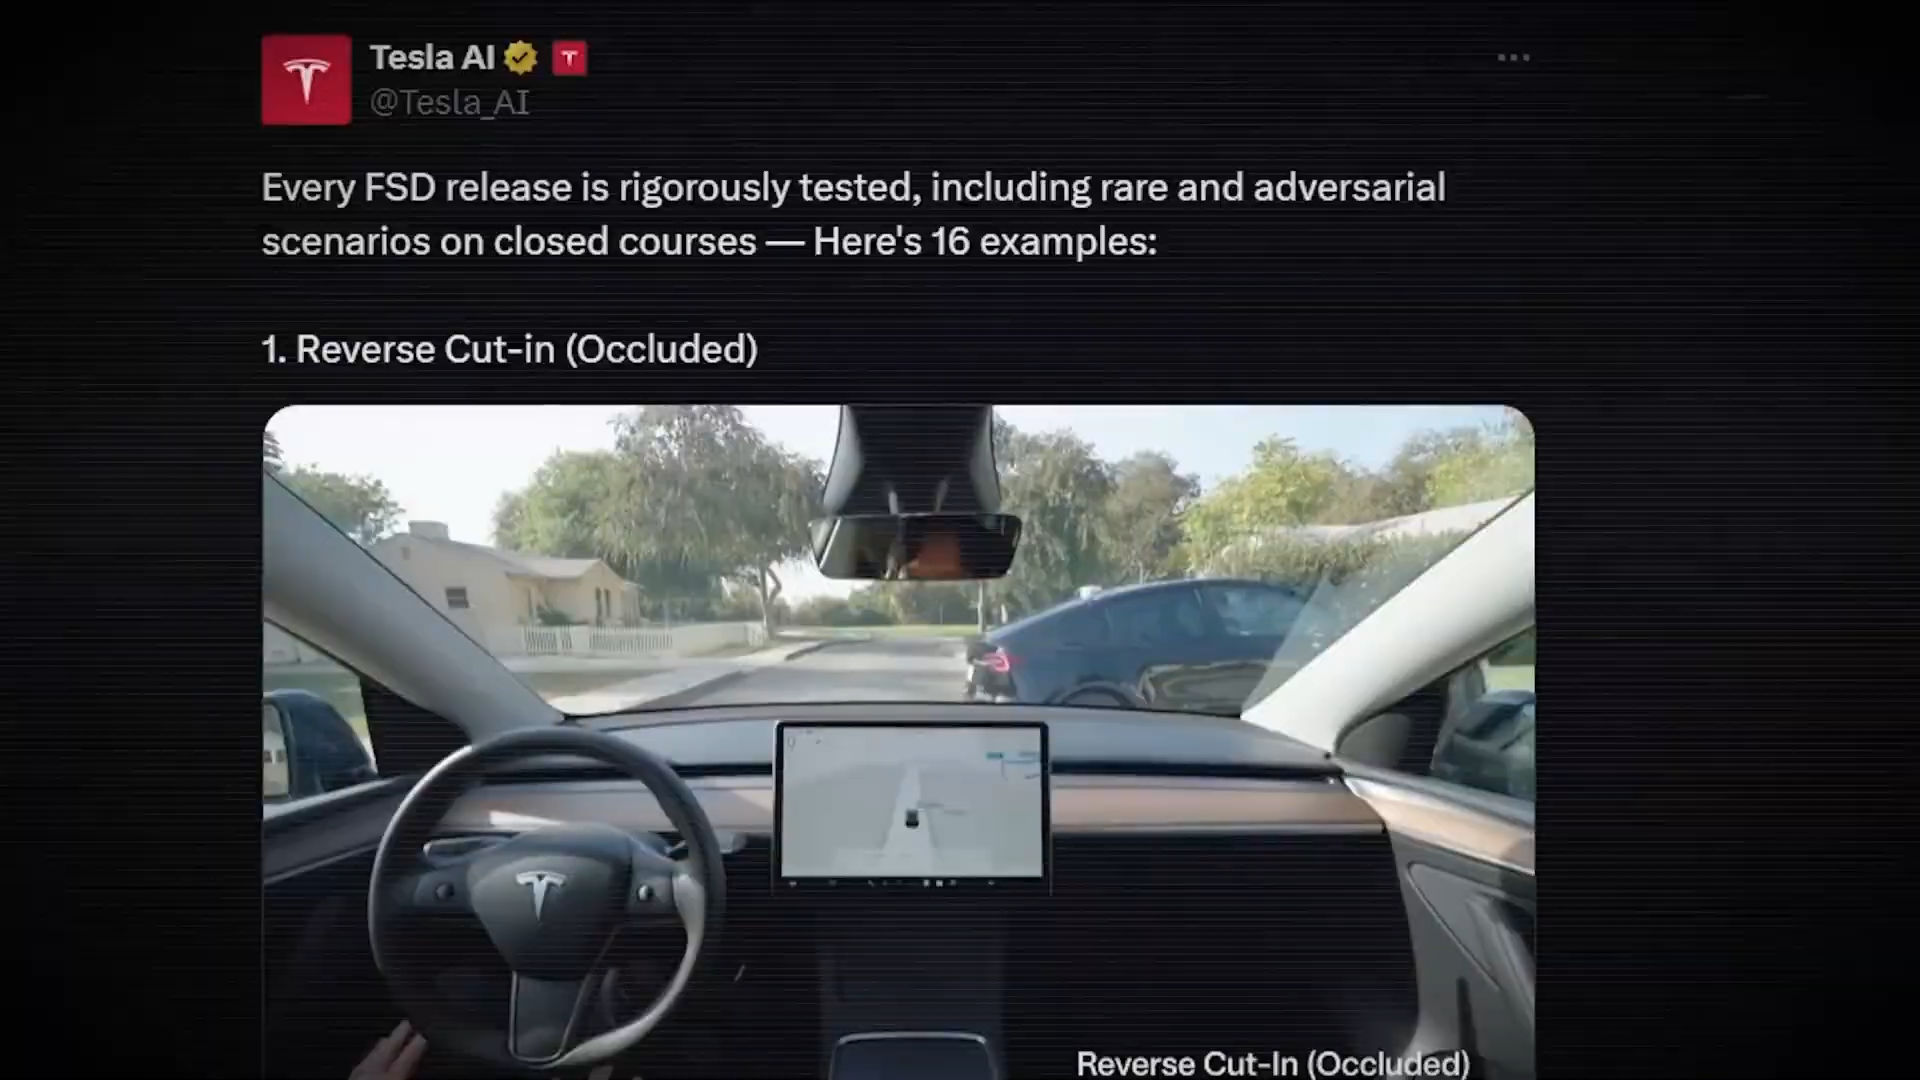 Tesla AI
@Tesla_AI
Every FSD release is rigorously tested, including rare and adversarial
scenarios on closed courses — Here's 16 examples:
1. Reverse Cut-in (Occluded)
Reverse Cut-In (Occluded)